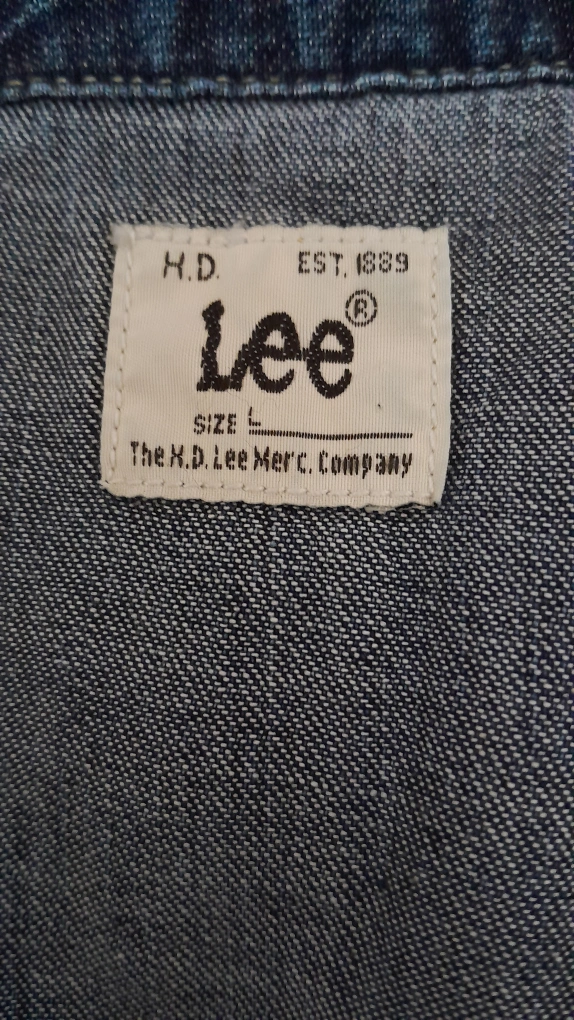 H.D. EST. 1889
Lee®
SIZE L
The H.D. Lee Merc. Company